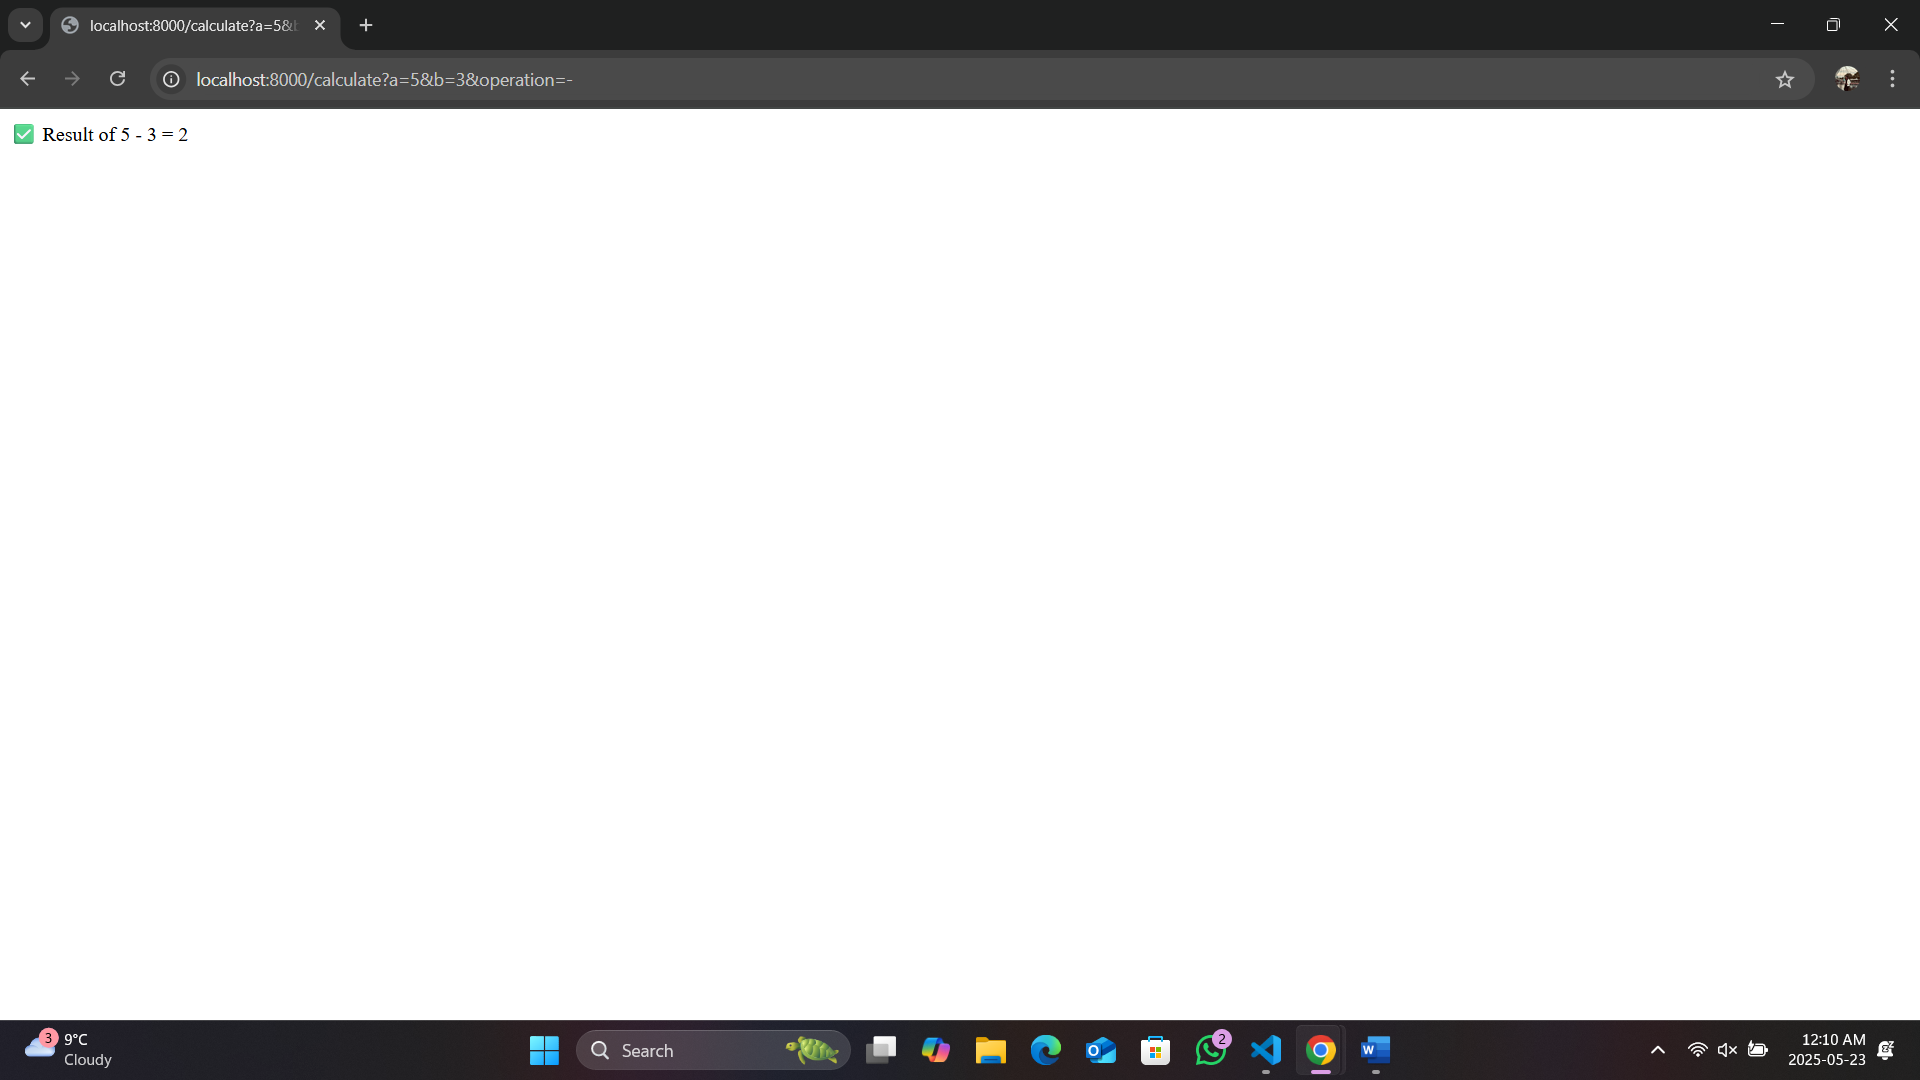 localhost:8000/calculate?a=5&b
localhost:8000/calculate?a=5&b=3&operation=-
✅ Result of 5 - 3 = 2
3
9°C
Cloudy
Search
2
12:10 AM
2025-05-23